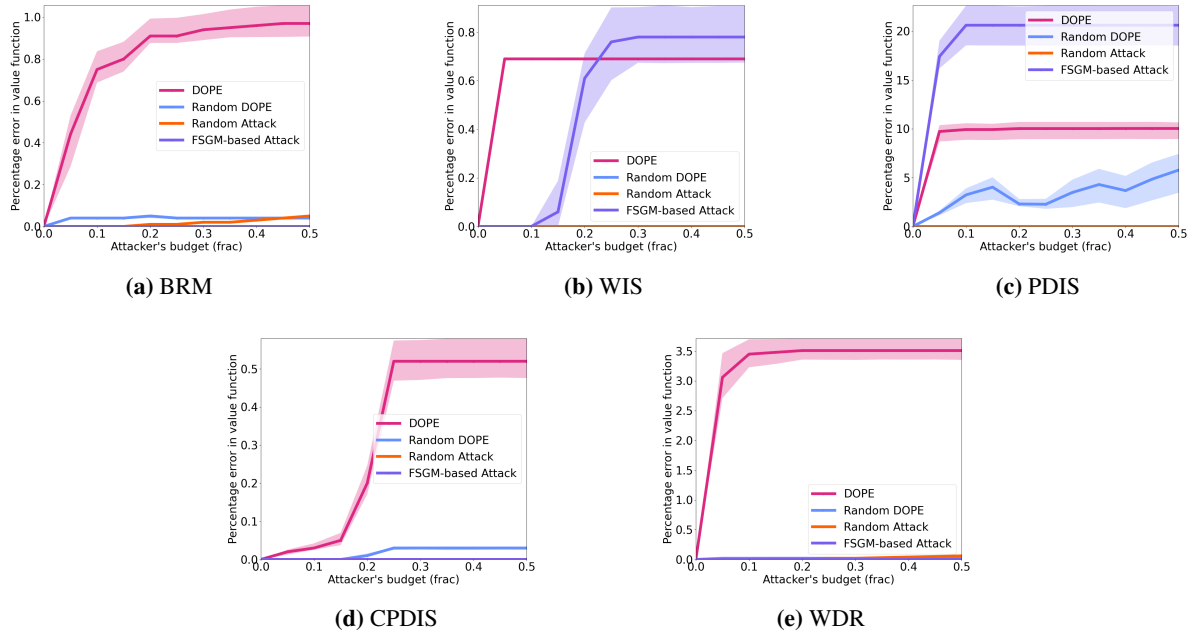 Percentage error in value function
1.0
0.8
0.6
0.4
0.2
0.0
DOPE
Random DOPE
Random Attack
FSGM-based Attack
0.0 0.1 0.2 0.3 0.4 0.5
Attacker's budget (frac)
(a) BRM
Percentage error in value function
0.8
0.6
0.4
0.2
0.0
DOPE
Random DOPE
Random Attack
FSGM-based Attack
0.0 0.1 0.2 0.3 0.4 0.5
Attacker's budget (frac)
(b) WIS
Percentage error in value function
20
15
10
5
0
DOPE
Random DOPE
Random Attack
FSGM-based Attack
0.0 0.1 0.2 0.3 0.4 0.5
Attacker's budget (frac)
(c) PDIS
Percentage error in value function
0.5
0.4
0.3
0.2
0.1
0.0
DOPE
Random DOPE
Random Attack
FSGM-based Attack
0.0 0.1 0.2 0.3 0.4 0.5
Attacker's budget (frac)
(d) CPDIS
Percentage error in value function
3.5
3.0
2.5
2.0
1.5
1.0
0.5
0.0
DOPE
Random DOPE
Random Attack
FSGM-based Attack
0.0 0.1 0.2 0.3 0.4 0.5
Attacker's budget (frac)
(e) WDR